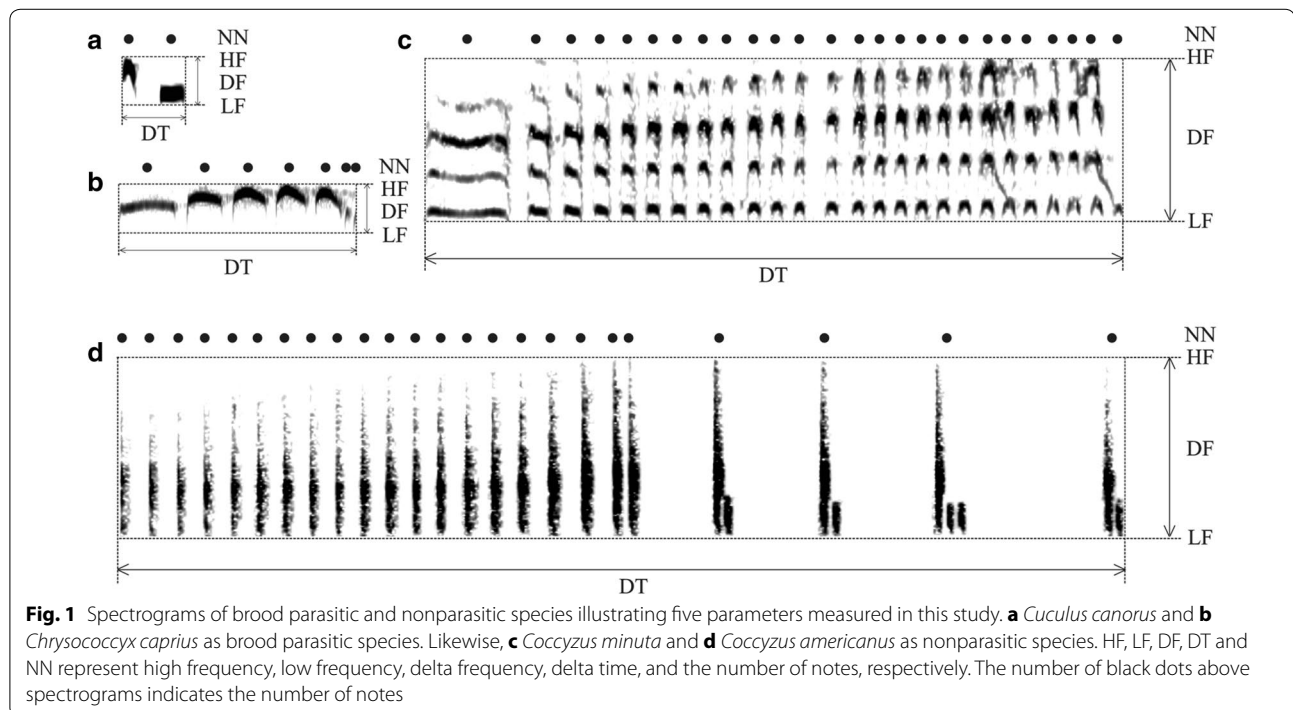 a
NN
HF
DF
LF
DT
b
NN
HF
DF
LF
DT
c
NN
HF
DF
LF
DT
d
NN
HF
DF
LF
DT
Fig. 1 Spectrograms of brood parasitic and nonparasitic species illustrating five parameters measured in this study. a Cuculus canorus and b
Chrysococcyx caprius as brood parasitic species. Likewise, c Coccyzus minuta and d Coccyzus americanus as nonparasitic species. HF, LF, DF, DT and
NN represent high frequency, low frequency, delta frequency, delta time, and the number of notes, respectively. The number of black dots above
spectrograms indicates the number of notes